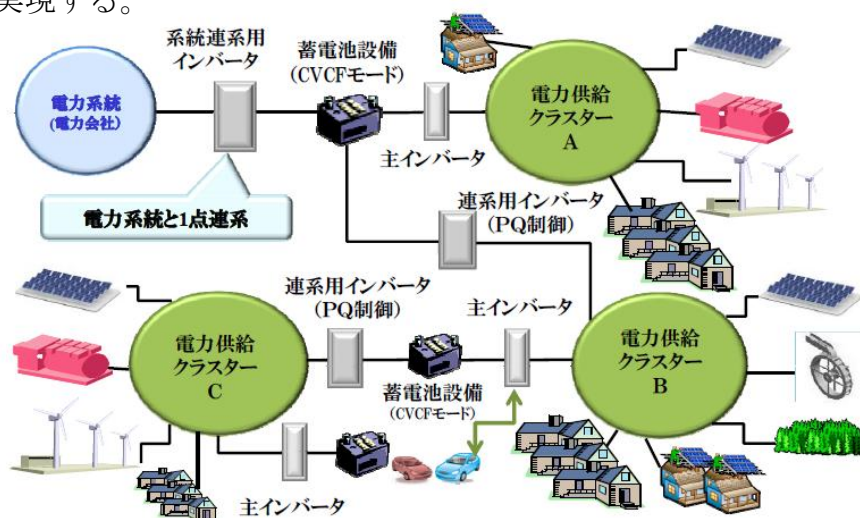 実現する。
系統連系用
インバータ
蓄電池設備
(CVCFモード)
電力系統
(電力会社)
電力供給
クラスター
A
主インバータ
電力系統と1点連系
連系用インバータ
(PQ制御)
連系用インバータ
(PQ制御)
主インバータ
電力供給
クラスター
C
電力供給
クラスター
B
蓄電池設備
(CVCFモード)
主インバータ